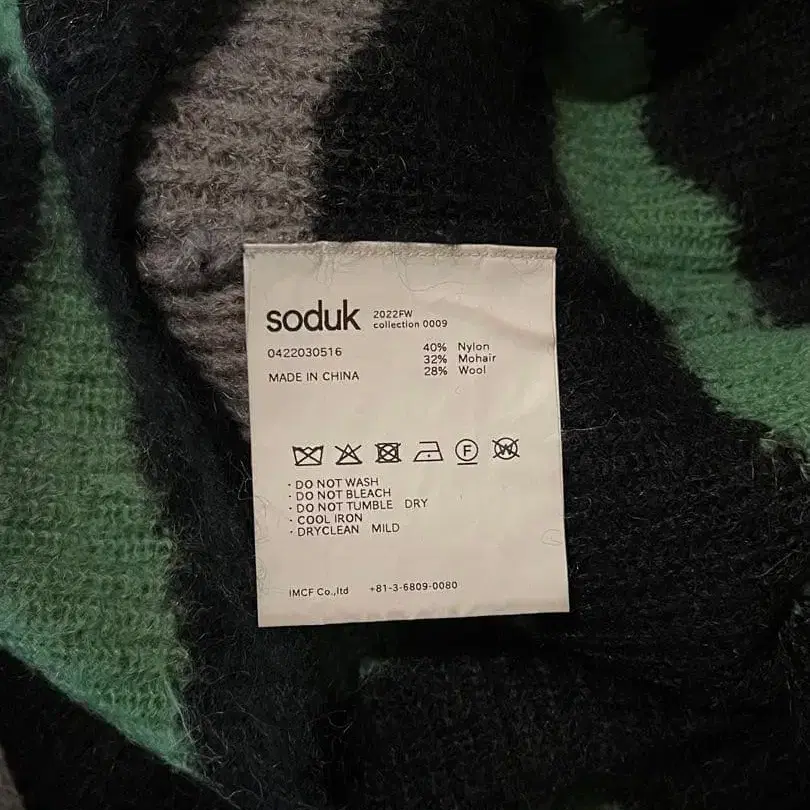 soduk 2022FW
collection 0009
0422030516 40% Nylon
32% Mohair
MADE IN CHINA 28% Wool
F W
· DO NOT WASH
· DO NOT BLEACH
· DO NOT TUMBLE DRY
· COOL IRON
· DRYCLEAN MILD
iMCF Co.,ltd +81-3-6809-0080